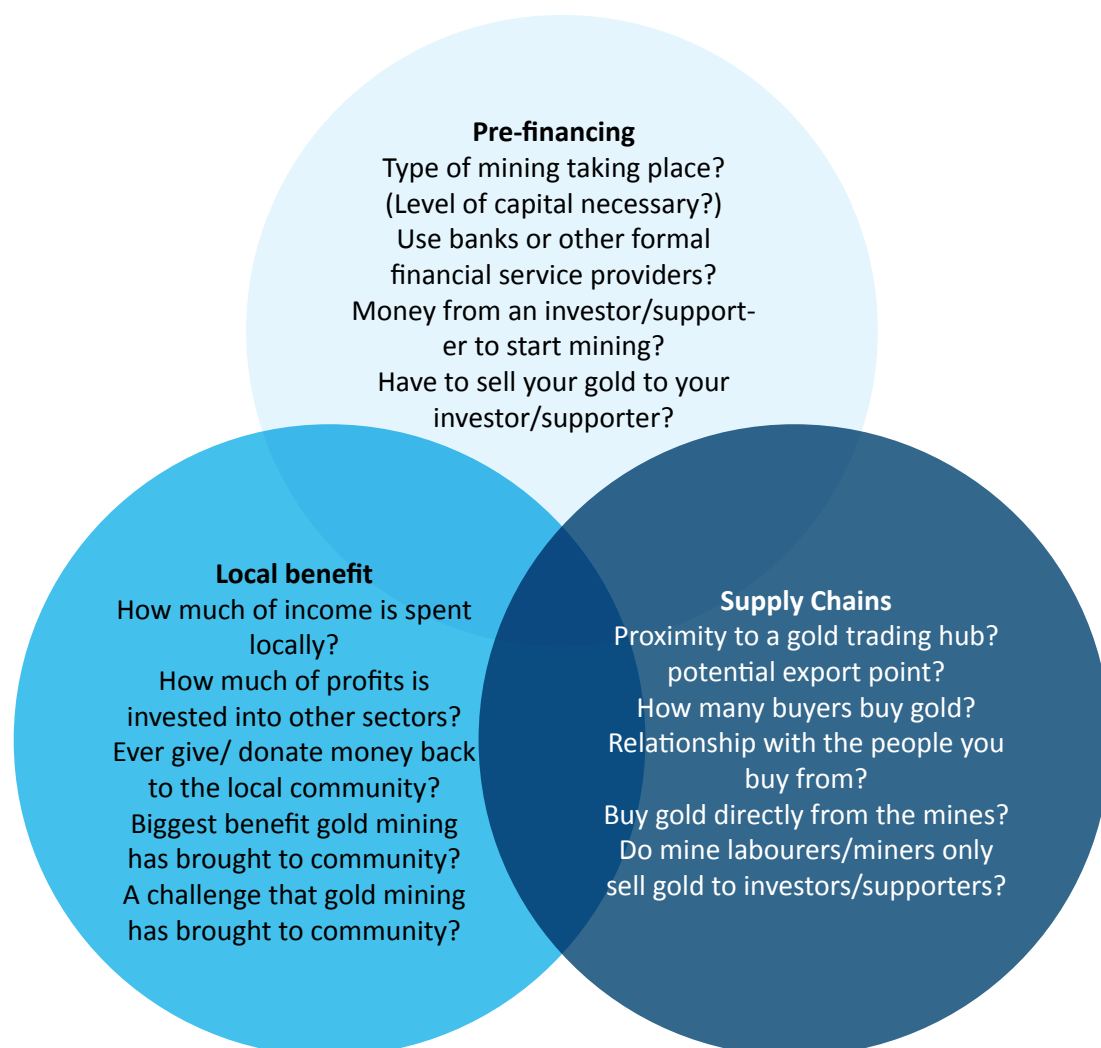 Pre-financing
Type of mining taking place?
(Level of capital necessary?)
Use banks or other formal
financial service providers?
Money from an investor/support-
er to start mining?
Have to sell your gold to your
investor/supporter?
Local benefit
How much of income is spent
locally?
How much of profits is
invested into other sectors?
Ever give/ donate money back
to the local community?
Biggest benefit gold mining
has brought to community?
A challenge that gold mining
has brought to community?
Supply Chains
Proximity to a gold trading hub?
potential export point?
How many buyers buy gold?
Relationship with the people you
buy from?
Buy gold directly from the mines?
Do mine labourers/miners only
sell gold to investors/supporters?